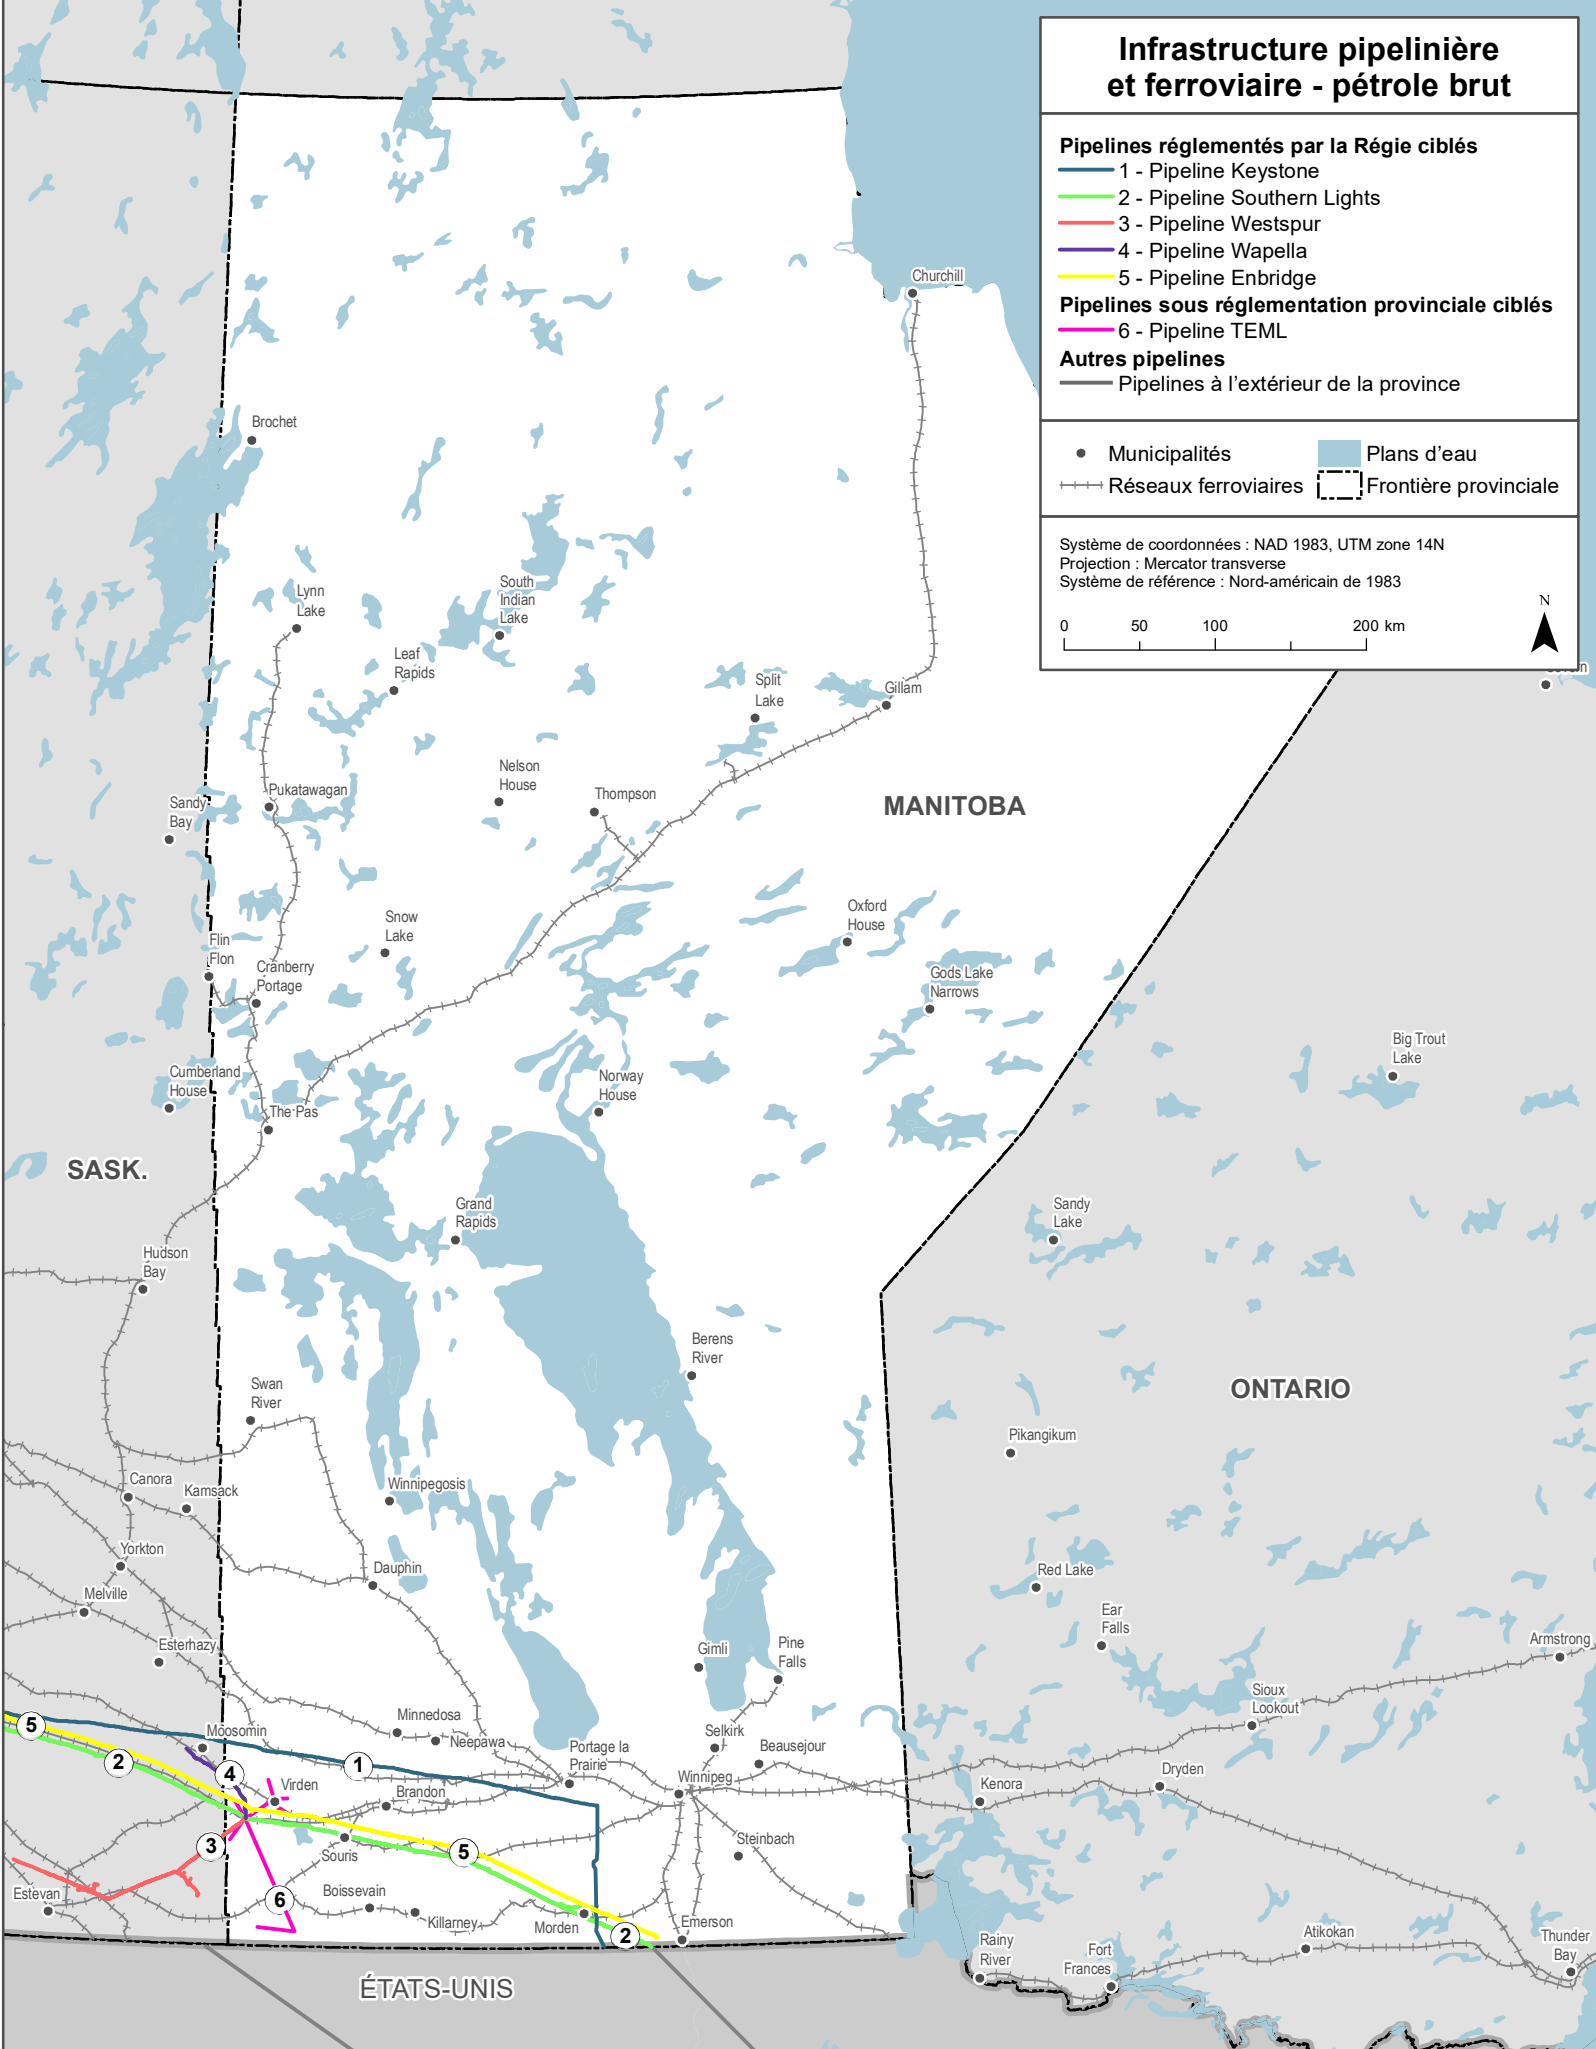 Infrastructure pipelinière
et ferroviaire - pétrole brut
Pipelines réglementés par la Régie ciblés
1 - Pipeline Keystone
2 - Pipeline Southern Lights
3 - Pipeline Westspur
4 - Pipeline Wapella
5 - Pipeline Enbridge
Pipelines sous réglementation provinciale ciblés
6 - Pipeline TEML
Autres pipelines
Pipelines à l'extérieur de la province
Municipalités
Plans d'eau
Réseaux ferroviaires
Frontière provinciale
Système de coordonnées : NAD 1983, UTM zone 14N
Projection : Mercator transverse
Système de référence : Nord-américain de 1983
N
0 50 100 200 km
Churchill
Brochet
Lynn
Lake
South
Indian
Lake
Leaf
Rapids
Split
Lake
Gillam
Nelson
House
Thompson
Pukatawagan
Sandy
Bay
MANITOBA
Oxford
House
Snow
Lake
Flin
Flon
Cranberry
Portage
Gods Lake
Narrows
Big Trout
Lake
Cumberland
House
Norway
House
The Pas
SASK.
Grand
Rapids
Sandy
Lake
Hudson
Bay
Berens
River
Swan
River
ONTARIO
Pikangikum
Canora
Kamsack
Winnipegosis
Yorkton
Dauphin
Melville
Red Lake
Ear
Falls
Esterhazy
Gimli
Pine
Falls
Armstrong
Sioux
Lookout
5
Moosomin
Minnedosa
Neepawa
Selkirk
2
4
1
Portage la
Prairie
Beausejour
Virden
Brandon
Winnipeg
Kenora
Dryden
3
Souris
5
Steinbach
Estevan
6
Boissevain
Killarney
Morden
2
Emerson
Rainy
River
Fort
Frances
Atikokan
Thunder
Bay
ÉTATS-UNIS